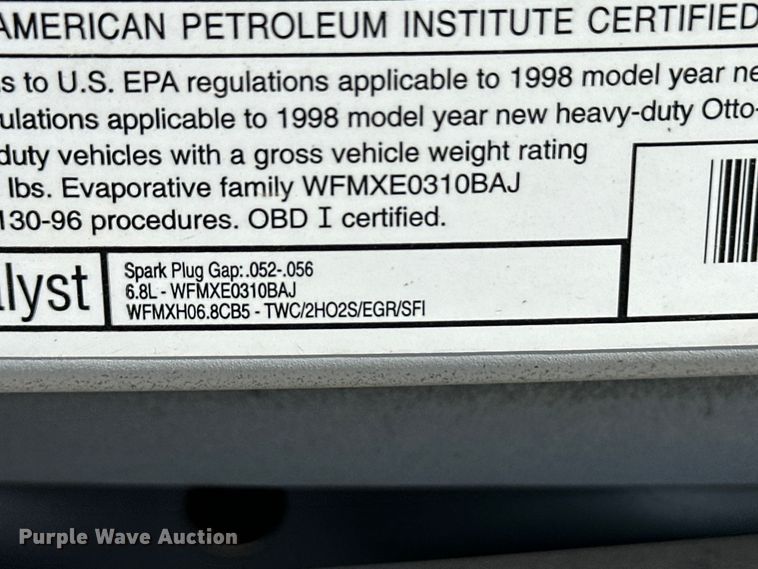 AMERICAN PETROLEUM INSTITUTE CERTIFIED
s to U.S. EPA regulations applicable to 1998 model year ne
ulations applicable to 1998 model year new heavy-duty Otto-
duty vehicles with a gross vehicle weight rating
lbs. Evaporative family WFMXE0310BAJ
130-96 procedures. OBD I certified.
lyst
Spark Plug Gap:.052-.056
6.8L - WFMXE0310BAJ
WFMXH06.8CB5 - TWC/2HO2S/EGR/SFI
Purple Wave Auction